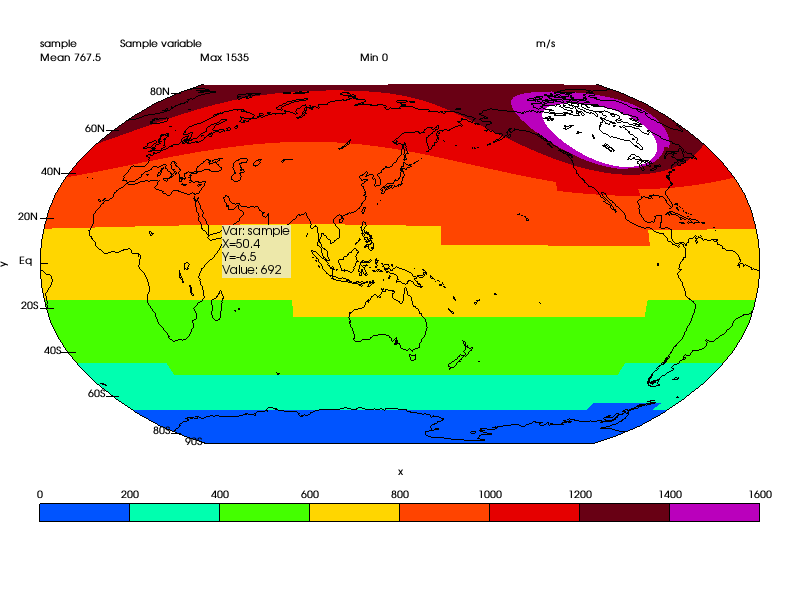 sample Sample variable m/s
Mean 767.5 Max 1535 Min 0
80N
60N
40N
20N
y Eq
20S
40S
60S
80S
90S
Var: sample
X=50.4
Y=-6.5
Value: 692
x
0 200 400 600 800 1000 1200 1400 1600